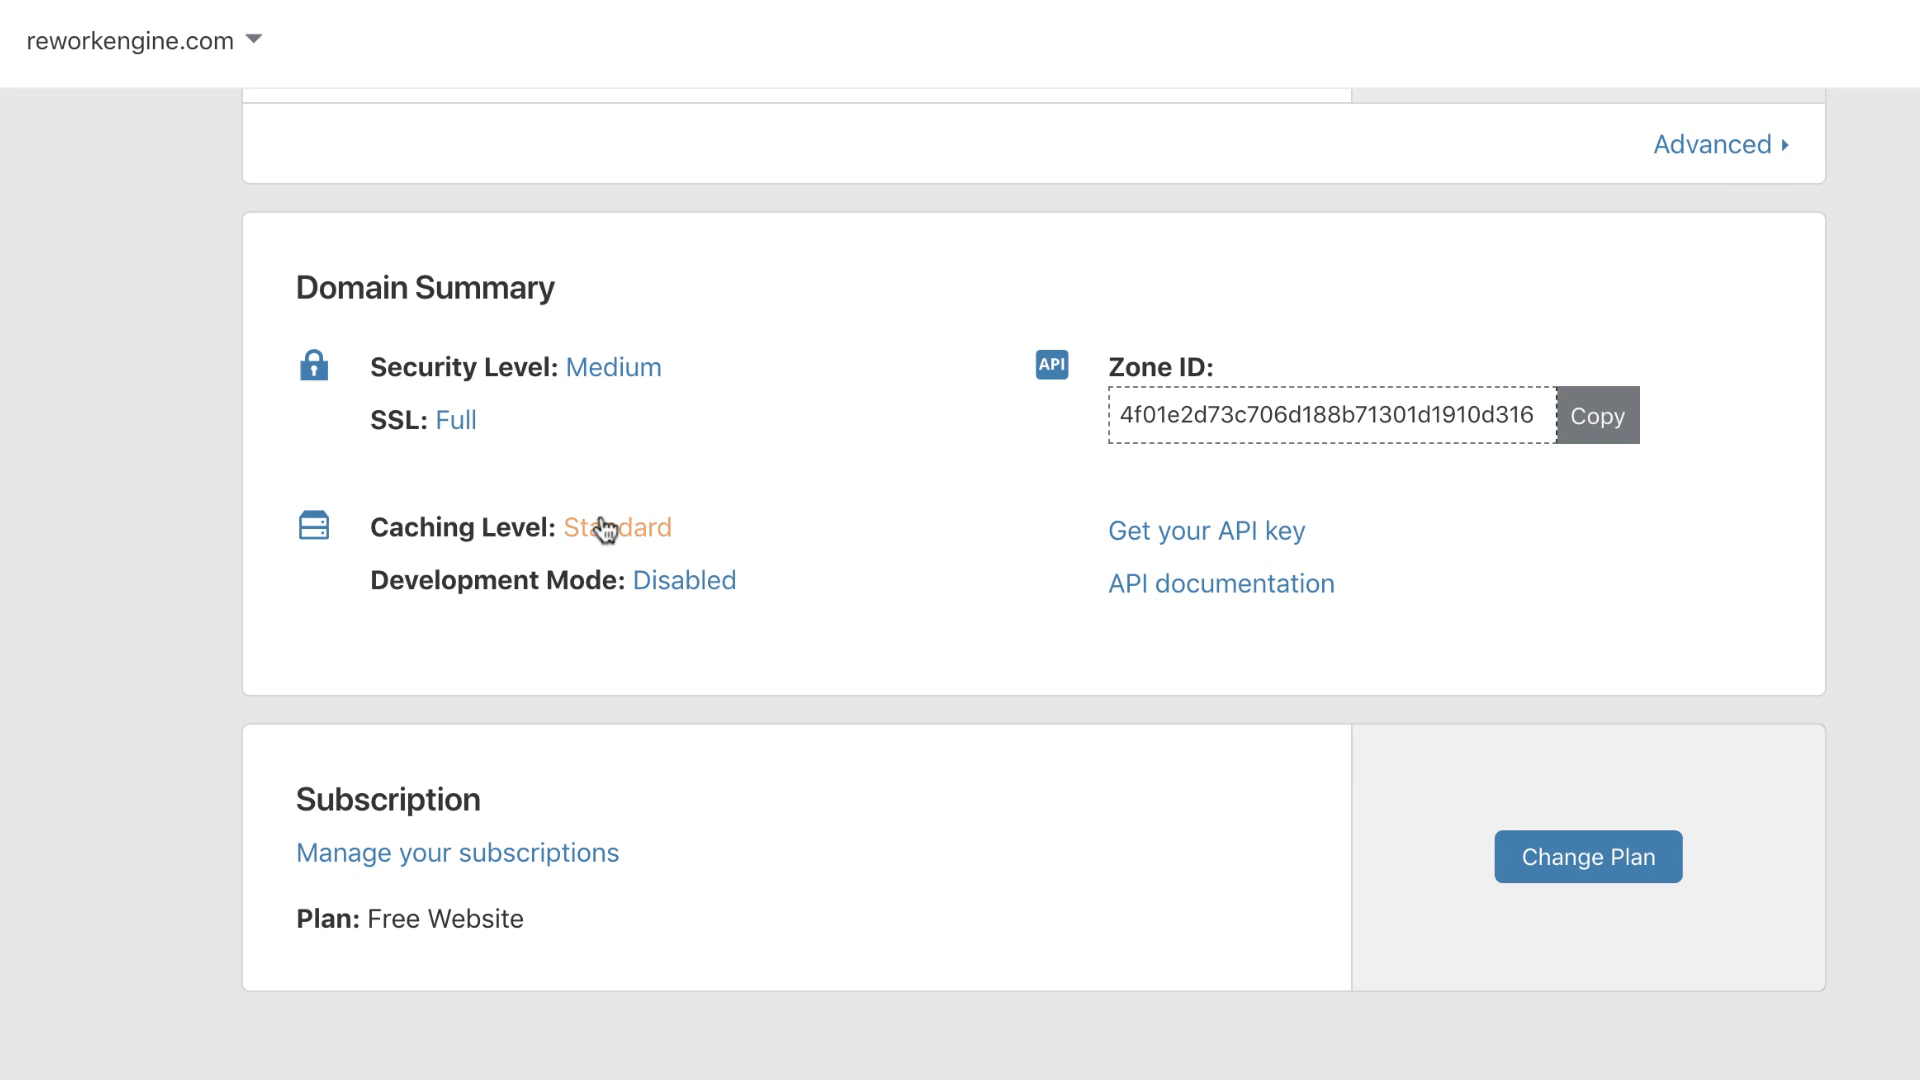 reworkengine.com
Advanced
Domain Summary
Security Level: Medium
SSL: Full
API
Zone ID:
4f01e2d73c706d188b71301d1910d316
Copy
Caching Level: Standard
Development Mode: Disabled
Get your API key
API documentation
Subscription
Manage your subscriptions
Plan: Free Website
Change Plan